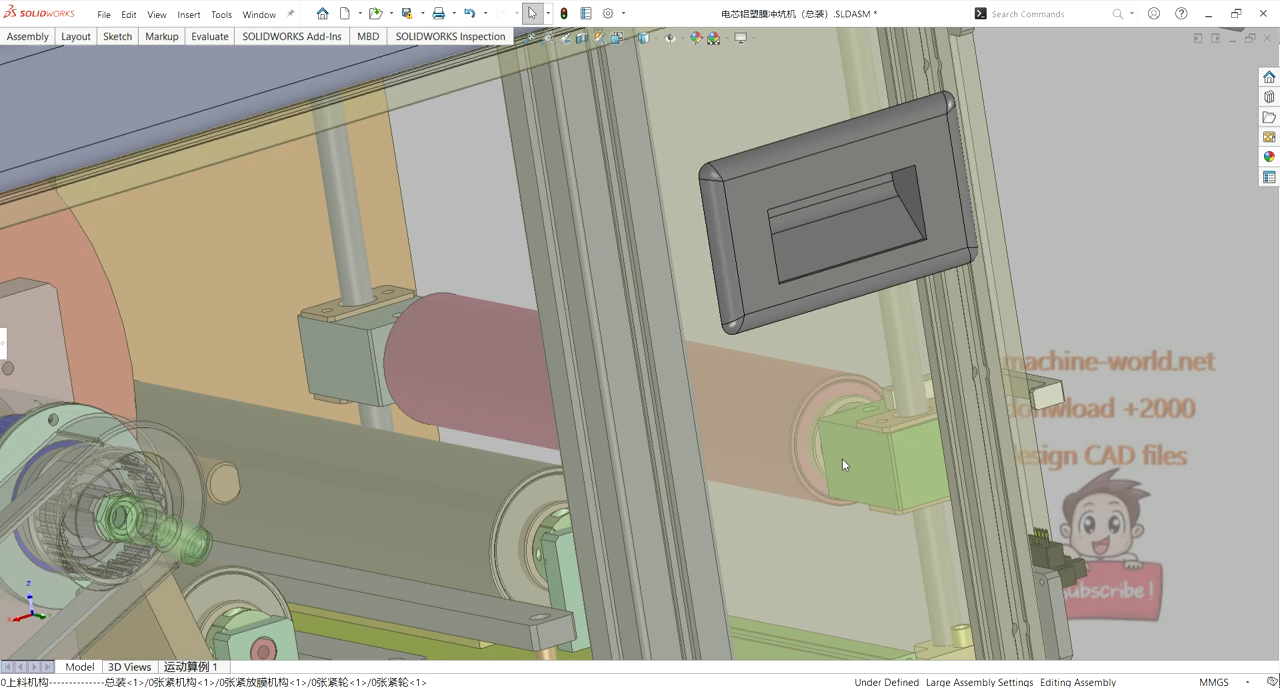 SOLIDWORKS File Edit View Insert Tools Window 电芯铝塑膜冲坑机（总装）.SLDASM * Search Commands
Assembly Layout Sketch Markup Evaluate SOLIDWORKS Add-Ins MBD SOLIDWORKS Inspection
machine-world.net
donwload +2000
design CAD files
subscribe !
Z
X
Model 3D Views 运动算例 1
0上料机构-------------总装<1>/0张紧机构<1>/0张紧放膜机构<1>/0张紧轮<1>/0张紧轮<1> Under Defined Large Assembly Settings Editing Assembly MMGS